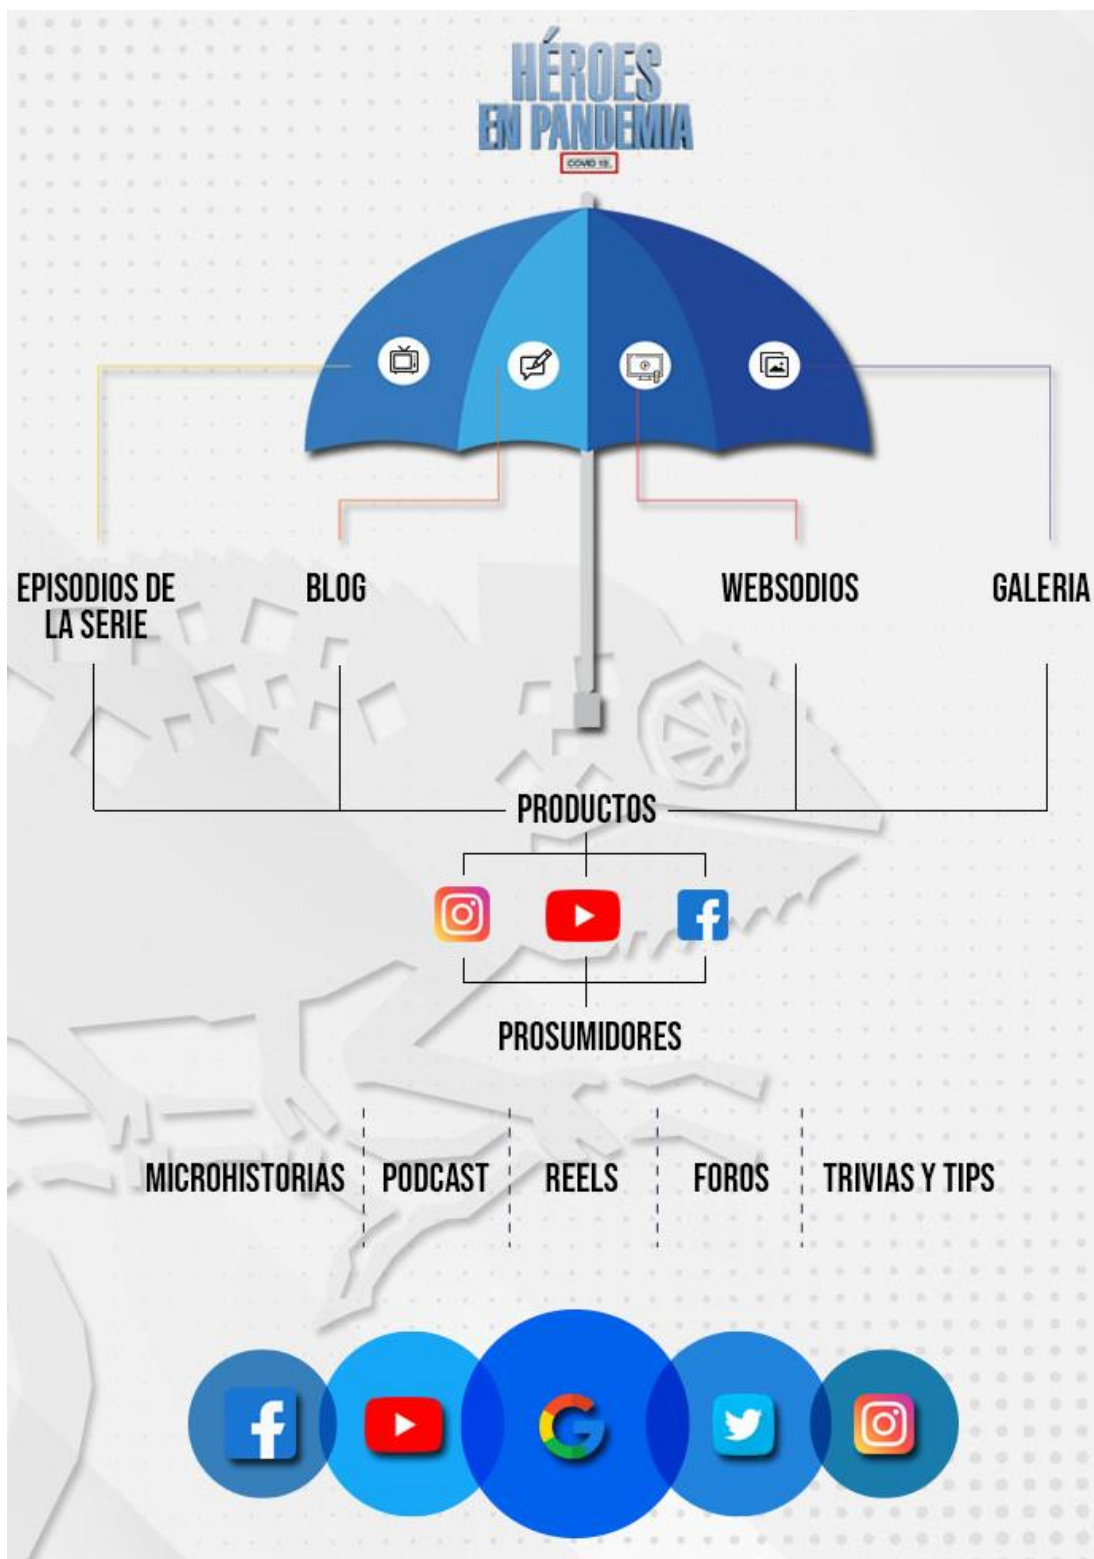 HÉROES
EN PANDEMIA
COVID 19
EPISODIOS DE
LA SERIE
BLOG
WEBSODIOS
GALERIA
PRODUCTOS
PROSUMIDORES
MICROHISTORIAS
PODCAST
REELS
FOROS
TRIVIAS Y TIPS